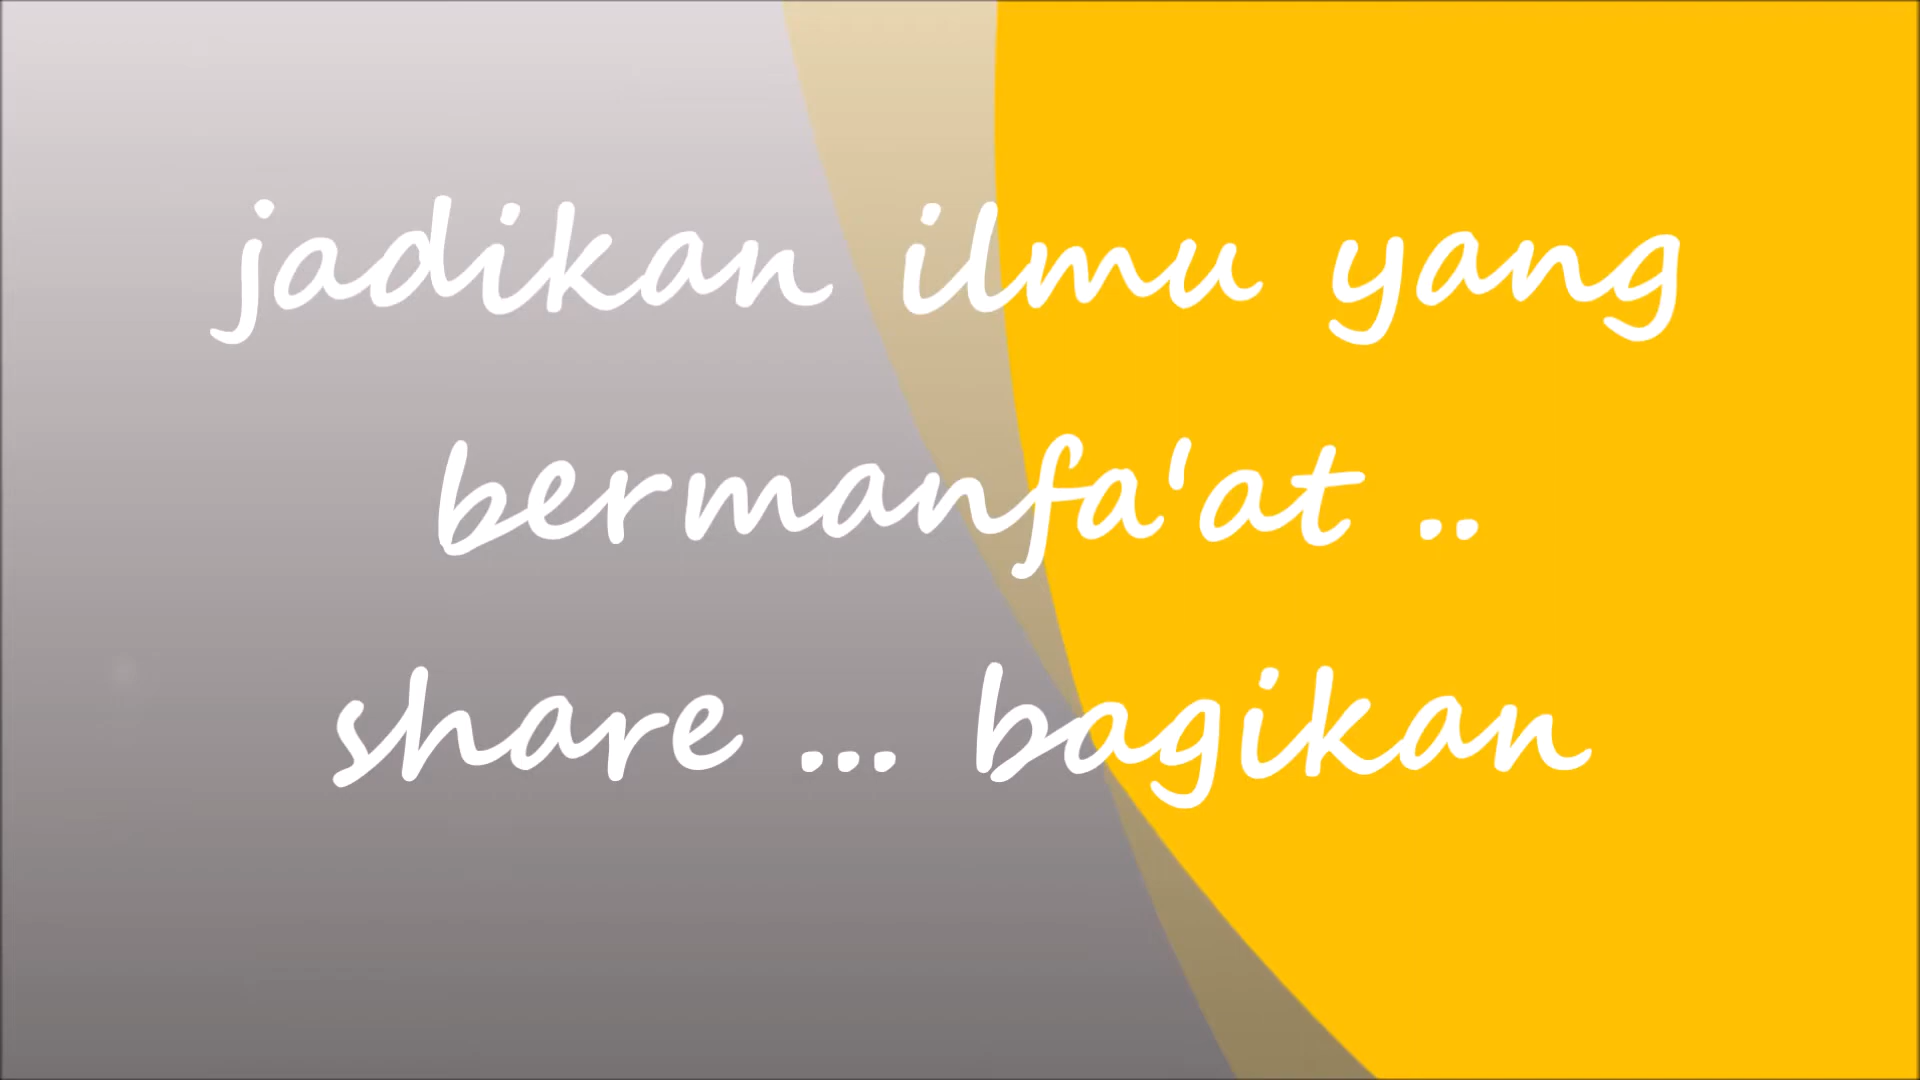 jadikan ilmu yang
bermanfa'at ..
share ... bagikan